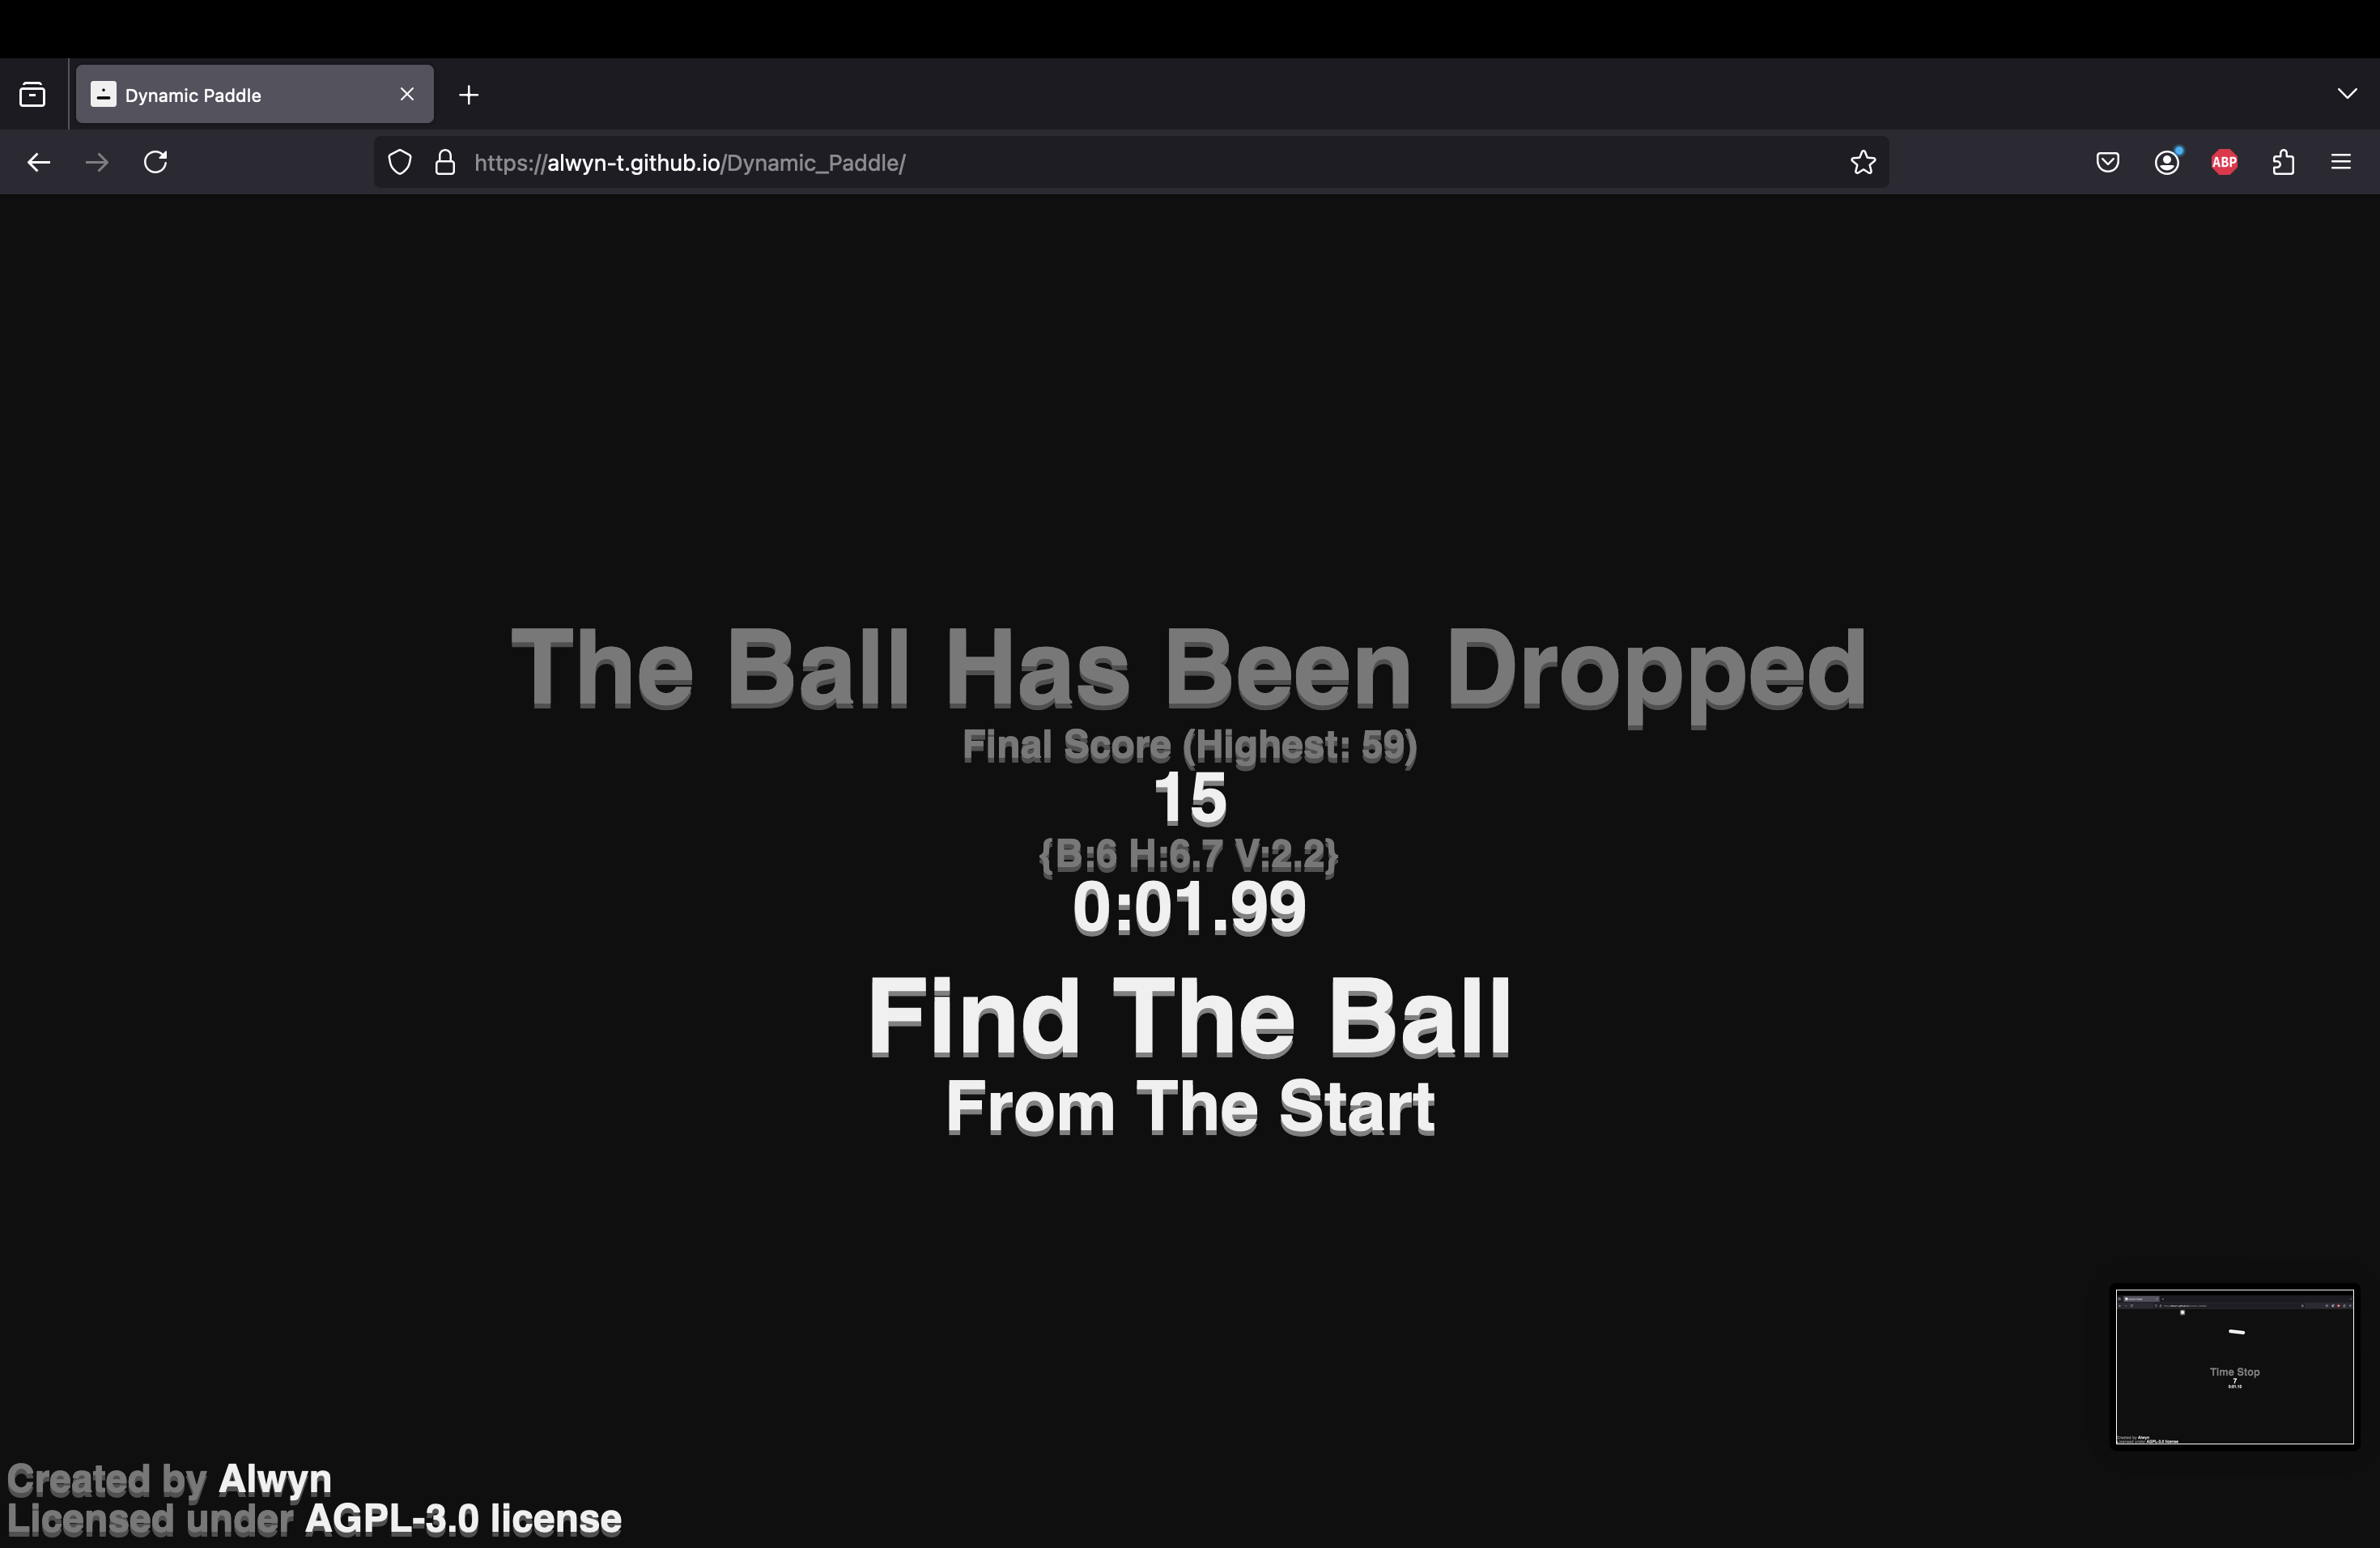 Dynamic Paddle
https://alwyn-t.github.io/Dynamic_Paddle/
ABP
The Ball Has Been Dropped
Final Score (Highest: 59)
15
{B:6 H:6.7 V:2.2}
0:01.99
Find The Ball
From The Start
Time Stop
7
Created by Alwyn
Licensed under AGPL-3.0 license